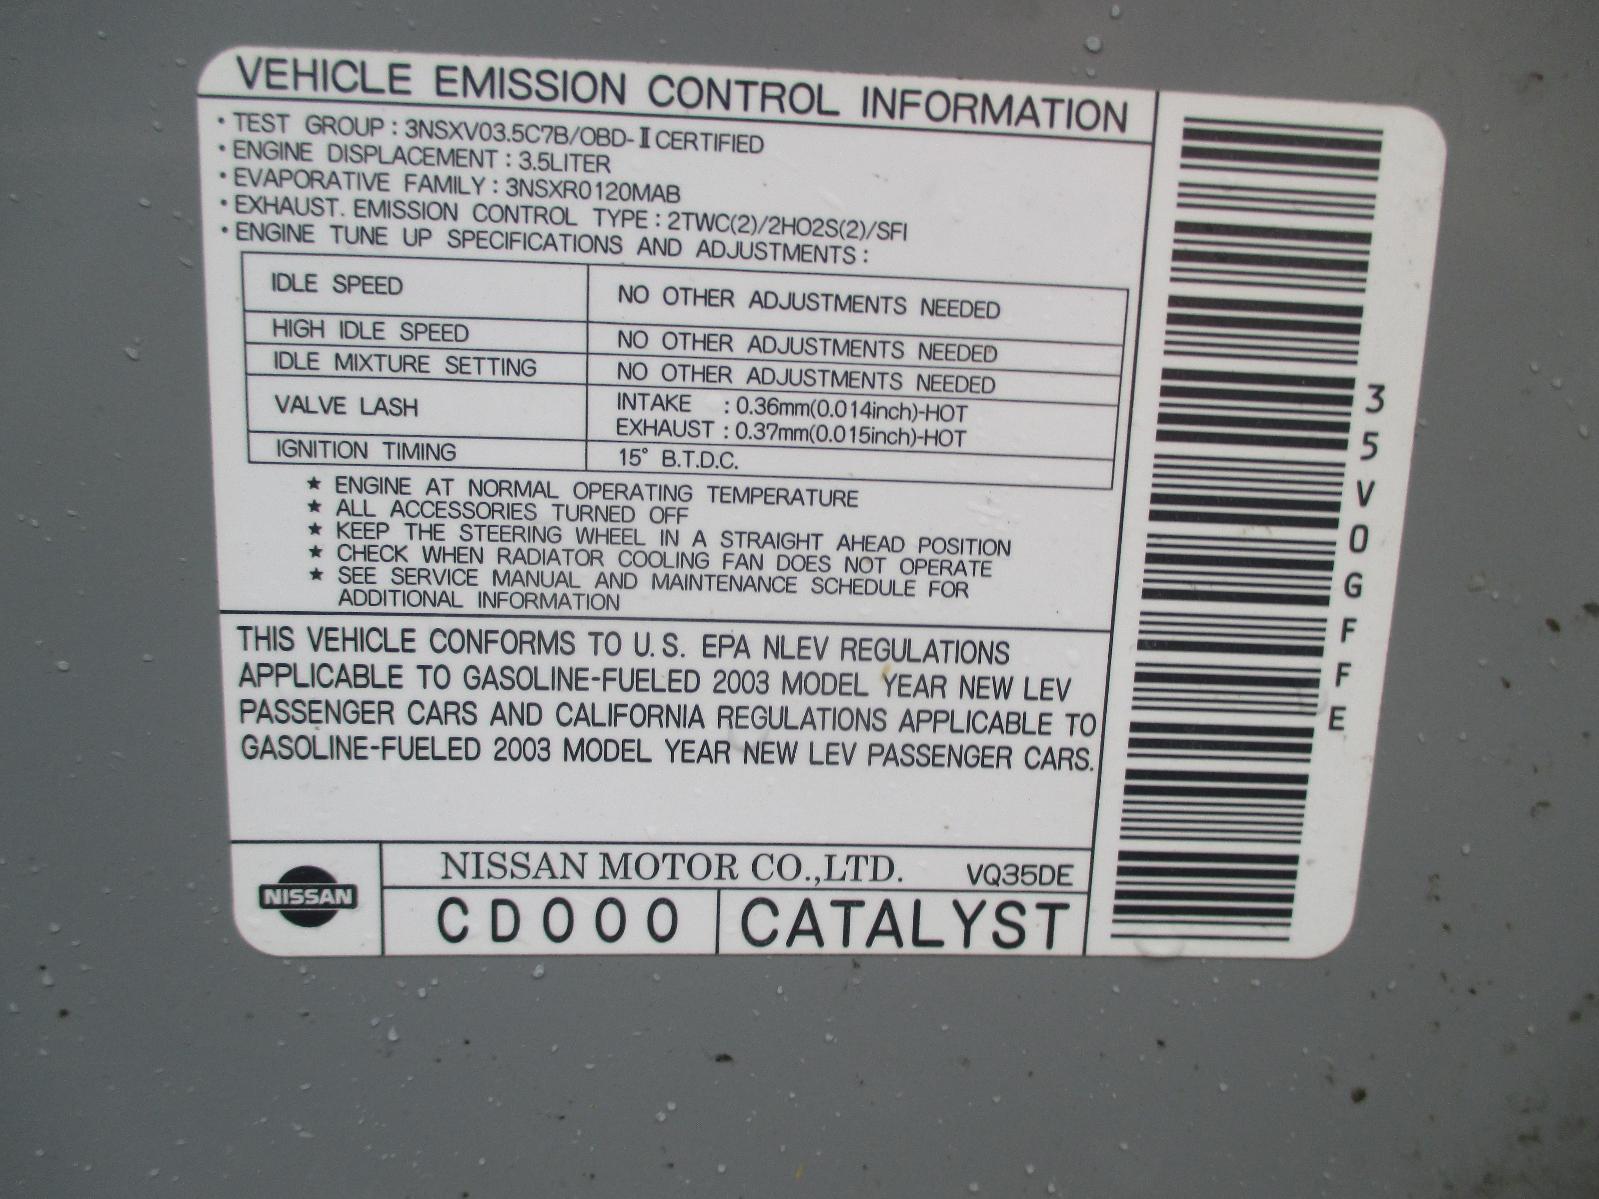 VEHICLE EMISSION CONTROL INFORMATION
• TEST GROUP : 3NSXV03.5C7B/OBD-Ⅱ CERTIFIED
• ENGINE DISPLACEMENT : 3.5LITER
• EVAPORATIVE FAMILY : 3NSXR0120MAB
• EXHAUST. EMISSION CONTROL TYPE : 2TWC(2)/2HO2S(2)/SFI
• ENGINE TUNE UP SPECIFICATIONS AND ADJUSTMENTS :
IDLE SPEED NO OTHER ADJUSTMENTS NEEDED
HIGH IDLE SPEED NO OTHER ADJUSTMENTS NEEDED
IDLE MIXTURE SETTING NO OTHER ADJUSTMENTS NEEDED
VALVE LASH INTAKE : 0.36mm(0.014inch)-HOT
EXHAUST : 0.37mm(0.015inch)-HOT
IGNITION TIMING 15° B.T.D.C.
★ ENGINE AT NORMAL OPERATING TEMPERATURE
★ ALL ACCESSORIES TURNED OFF
★ KEEP THE STEERING WHEEL IN A STRAIGHT AHEAD POSITION
★ CHECK WHEN RADIATOR COOLING FAN DOES NOT OPERATE
★ SEE SERVICE MANUAL AND MAINTENANCE SCHEDULE FOR
ADDITIONAL INFORMATION
THIS VEHICLE CONFORMS TO U.S. EPA NLEV REGULATIONS
APPLICABLE TO GASOLINE-FUELED 2003 MODEL YEAR NEW LEV
PASSENGER CARS AND CALIFORNIA REGULATIONS APPLICABLE TO
GASOLINE-FUELED 2003 MODEL YEAR NEW LEV PASSENGER CARS.
NISSAN
NISSAN MOTOR CO.,LTD. VQ35DE
CD000 CATALYST
35V0GFFE